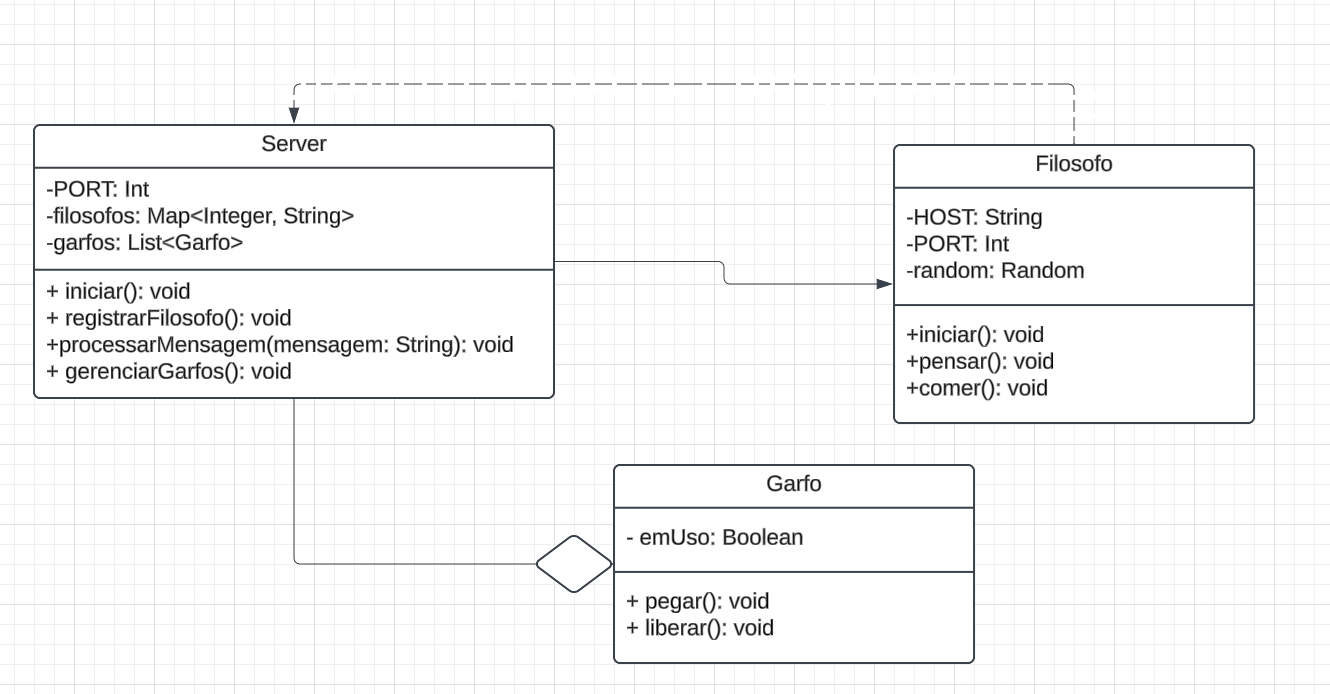 Server
-PORT: Int
-filosofos: Map<Integer, String>
-garfos: List<Garfo>
+ iniciar(): void
+ registrarFilosofo(): void
+processarMensagem(mensagem: String): void
+ gerenciarGarfos(): void
Filosofo
-HOST: String
-PORT: Int
-random: Random
+iniciar(): void
+pensar(): void
+comer(): void
Garfo
- emUso: Boolean
+ pegar(): void
+ liberar(): void